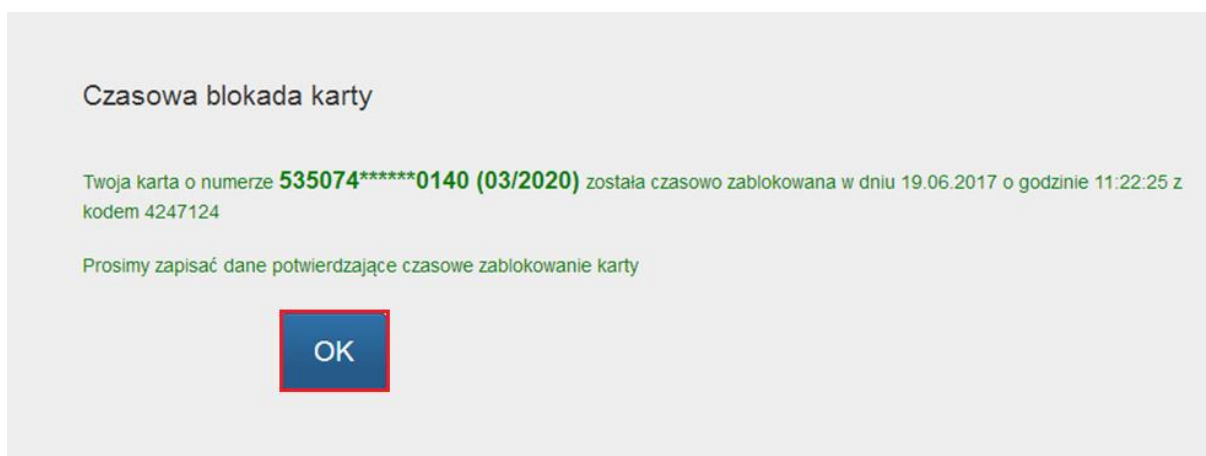 Czasowa blokada karty
Twoja karta o numerze 535074******0140 (03/2020) została czasowo zablokowana w dniu 19.06.2017 o godzinie 11:22:25 z
kodem 4247124
Prosimy zapisać dane potwierdzające czasowe zablokowanie karty
OK